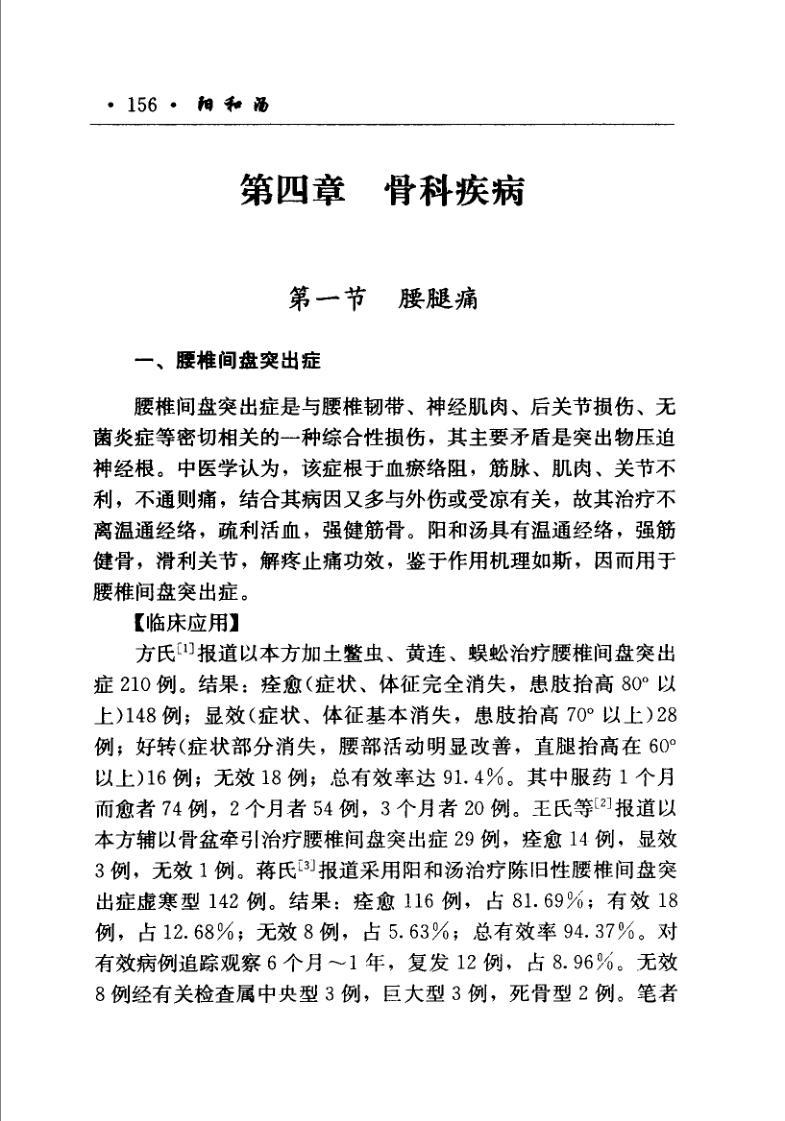 · 156 · 阳和汤
第四章 骨科疾病
第一节 腰腿痛
一、腰椎间盘突出症
腰椎间盘突出症是与腰椎韧带、神经肌肉、后关节损伤、无
菌炎症等密切相关的一种综合性损伤，其主要矛盾是突出物压迫
神经根。中医学认为，该症根于血瘀络阻，筋脉、肌肉、关节不
利，不通则痛，结合其病因又多与外伤或受凉有关，故其治疗不
离温通经络，疏利活血，强健筋骨。阳和汤具有温通经络，强筋
健骨，滑利关节，解疼止痛功效，鉴于作用机理如斯，因而用于
腰椎间盘突出症。
【临床应用】
方氏[1]报道以本方加土鳖虫、黄连、蜈蚣治疗腰椎间盘突出
症 210 例。结果：痊愈(症状、体征完全消失，患肢抬高 80° 以
上)148 例；显效(症状、体征基本消失，患肢抬高 70° 以上)28
例；好转(症状部分消失，腰部活动明显改善，直腿抬高在 60°
以上)16 例；无效 18 例；总有效率达 91.4%。其中服药 1 个月
而愈者 74 例，2 个月者 54 例，3 个月者 20 例。王氏等[2]报道以
本方辅以骨盆牵引治疗腰椎间盘突出症 29 例，痊愈 14 例，显效
3 例，无效 1 例。蒋氏[3]报道采用阳和汤治疗陈旧性腰椎间盘突
出症虚寒型 142 例。结果：痊愈 116 例，占 81.69%；有效 18
例，占 12.68%；无效 8 例，占 5.63%；总有效率 94.37%。对
有效病例追踪观察 6 个月～1 年，复发 12 例，占 8.96%。无效
8 例经有关检查属中央型 3 例，巨大型 3 例，死骨型 2 例。笔者